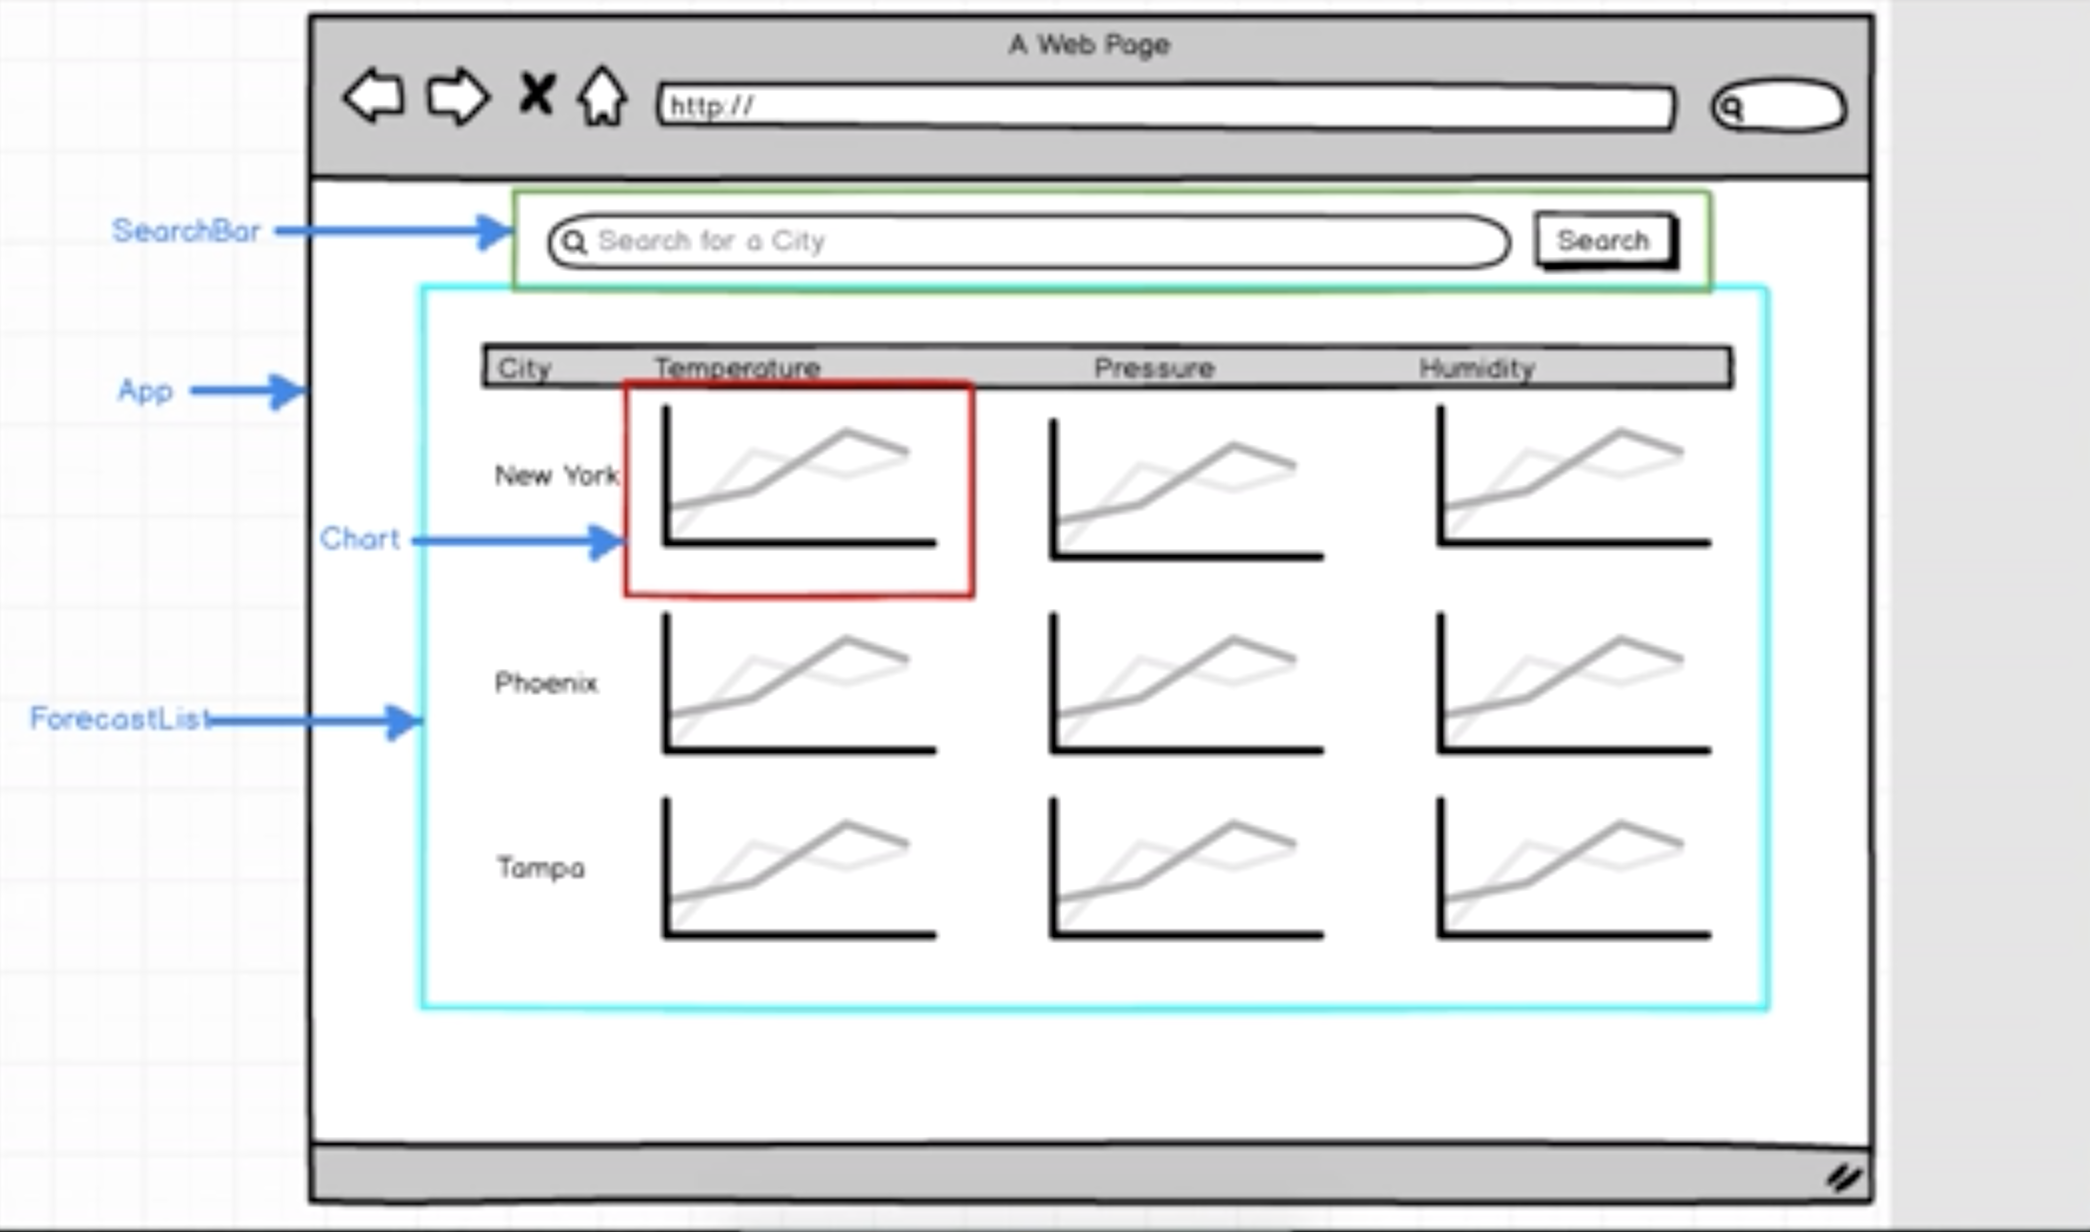 A Web Page
http://
SearchBar
Search for a City
Search
City Temperature Pressure Humidity
App
New York
Chart
Phoenix
ForecastList
Tampa